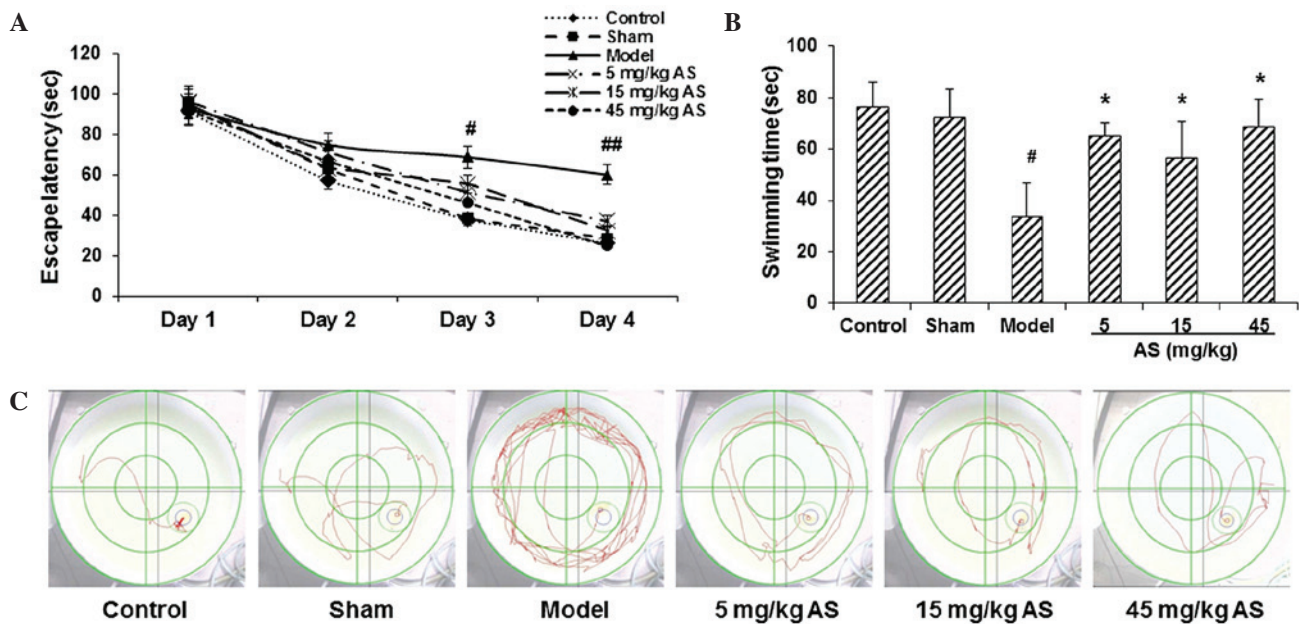 A
Escape latency (sec)
120
100
80
60
40
20
0
Day 1 Day 2 Day 3 Day 4
#
##
Control
Sham
Model
5 mg/kg AS
15 mg/kg AS
45 mg/kg AS
B
Swimming time (sec)
100
80
60
40
20
0
#
* * *
Control Sham Model 5 15 45
AS (mg/kg)
C
Control Sham Model 5 mg/kg AS 15 mg/kg AS 45 mg/kg AS